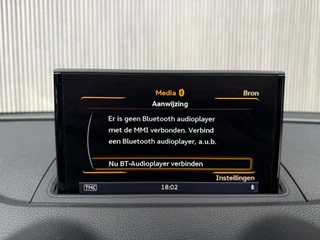 Media
Bron
Aanwijzing
Er is geen Bluetooth audioplayer
met de MMI verbonden. Verbind
een Bluetooth audioplayer, a.u.b.
Nu BT-Audioplayer verbinden
Instellingen
TMC
18:02